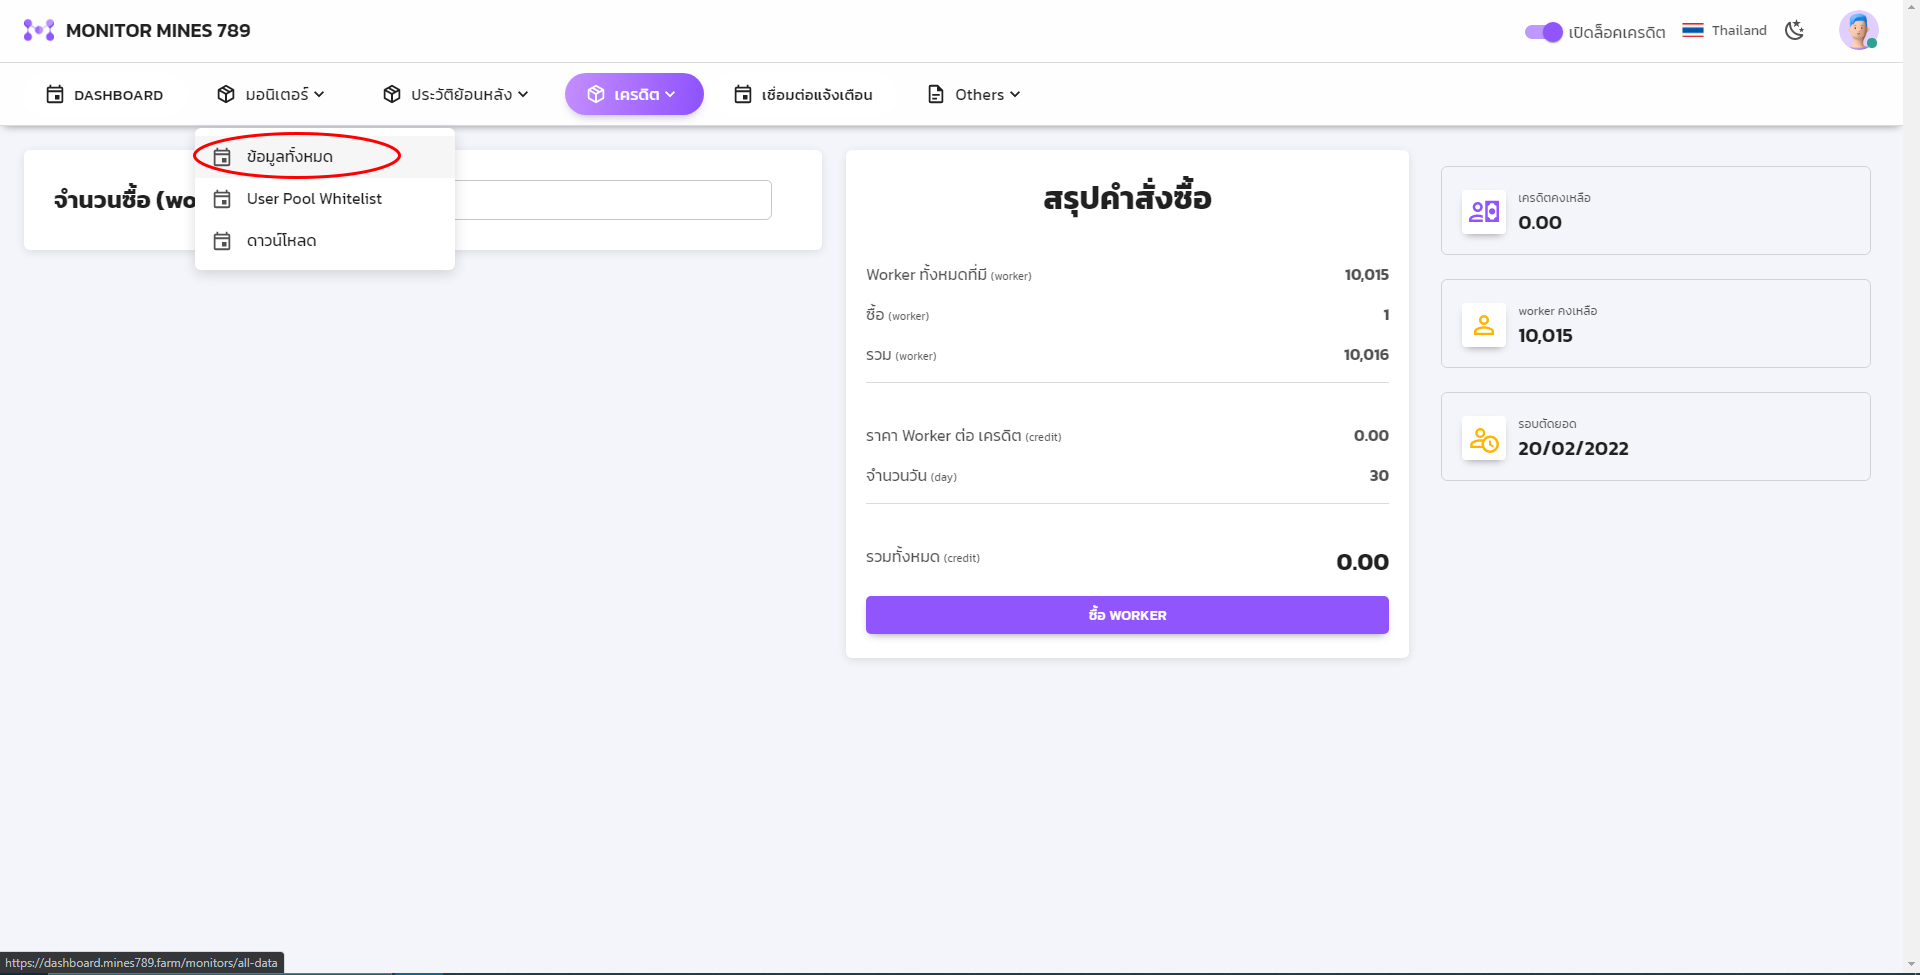 MONITOR MINES 789
เปิดล็อคเครดิต
Thailand
DASHBOARD
มอนิเตอร์
ประวัติย้อนหลัง
เครดิต
เชื่อมต่อแจ้งเตือน
Others
ข้อมูลทั้งหมด
User Pool Whitelist
ดาวน์โหลด
จำนวนซื้อ (wo
สรุปคำสั่งซื้อ
Worker ทั้งหมดที่มี (worker) 10,015
ซื้อ (worker) 1
รวม (worker) 10,016
ราคา Worker ต่อ เครดิต (credit) 0.00
จำนวนวัน (day) 30
รวมทั้งหมด (credit) 0.00
ซื้อ WORKER
เครดิตคงเหลือ
0.00
worker คงเหลือ
10,015
รอบตัดยอด
20/02/2022
https://dashboard.mines789.farm/monitors/all-data